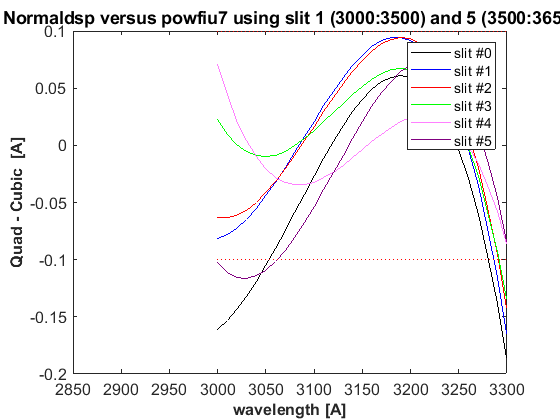 Normaldsp versus powfiu7 using slit 1 (3000:3500) and 5 (3500:365
0.1
0.05
0
-0.05
-0.1
-0.15
-0.2
Quad - Cubic [A]
slit #0
slit #1
slit #2
slit #3
slit #4
slit #5
2850 2900 2950 3000 3050 3100 3150 3200 3250 3300
wavelength [A]